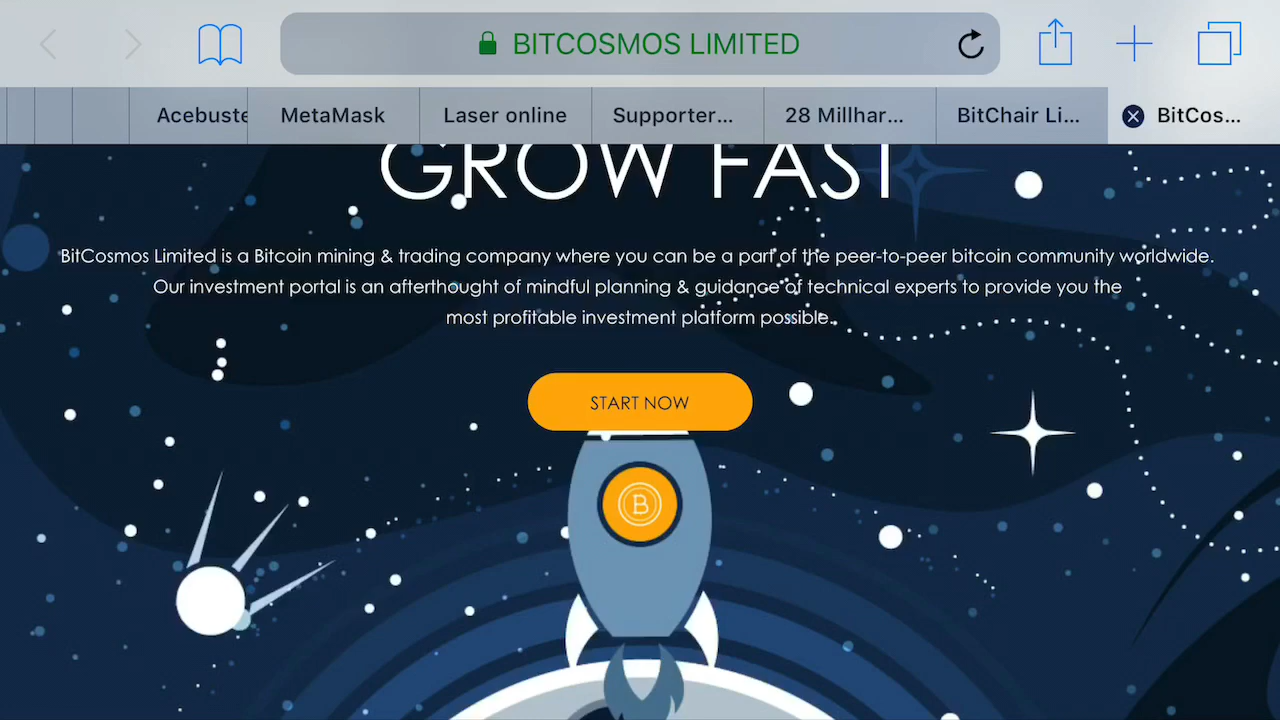 BITCOSMOS LIMITED
Acebuste MetaMask Laser online Supporter... 28 Millhar... BitChair Li... BitCos...
GROW FAST
BitCosmos Limited is a Bitcoin mining & trading company where you can be a part of the peer-to-peer bitcoin community worldwide.
Our investment portal is an afterthought of mindful planning & guidance of technical experts to provide you the
most profitable investment platform possible.
START NOW
B